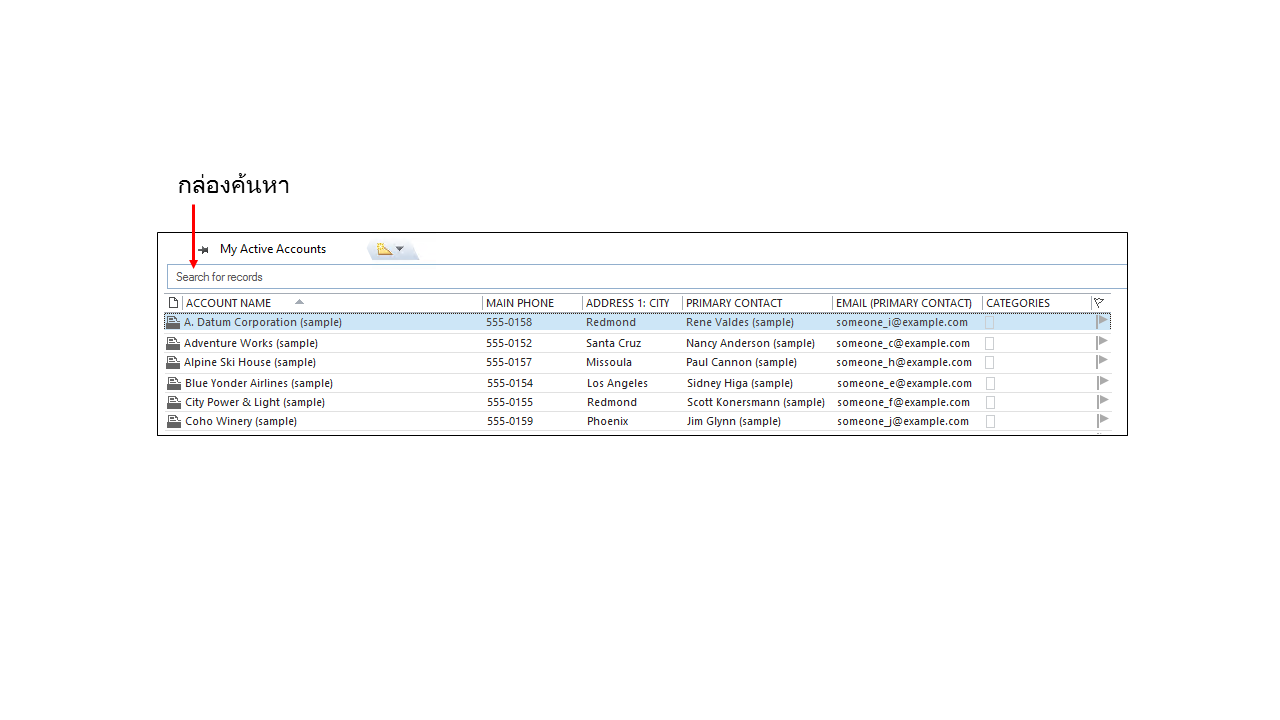 กล่องค้นหา
My Active Accounts
Search for records
ACCOUNT NAME MAIN PHONE ADDRESS 1: CITY PRIMARY CONTACT EMAIL (PRIMARY CONTACT) CATEGORIES
A. Datum Corporation (sample) 555-0158 Redmond Rene Valdes (sample) someone_i@example.com
Adventure Works (sample) 555-0152 Santa Cruz Nancy Anderson (sample) someone_c@example.com
Alpine Ski House (sample) 555-0157 Missoula Paul Cannon (sample) someone_h@example.com
Blue Yonder Airlines (sample) 555-0154 Los Angeles Sidney Higa (sample) someone_e@example.com
City Power & Light (sample) 555-0155 Redmond Scott Konersmann (sample) someone_f@example.com
Coho Winery (sample) 555-0159 Phoenix Jim Glynn (sample) someone_j@example.com